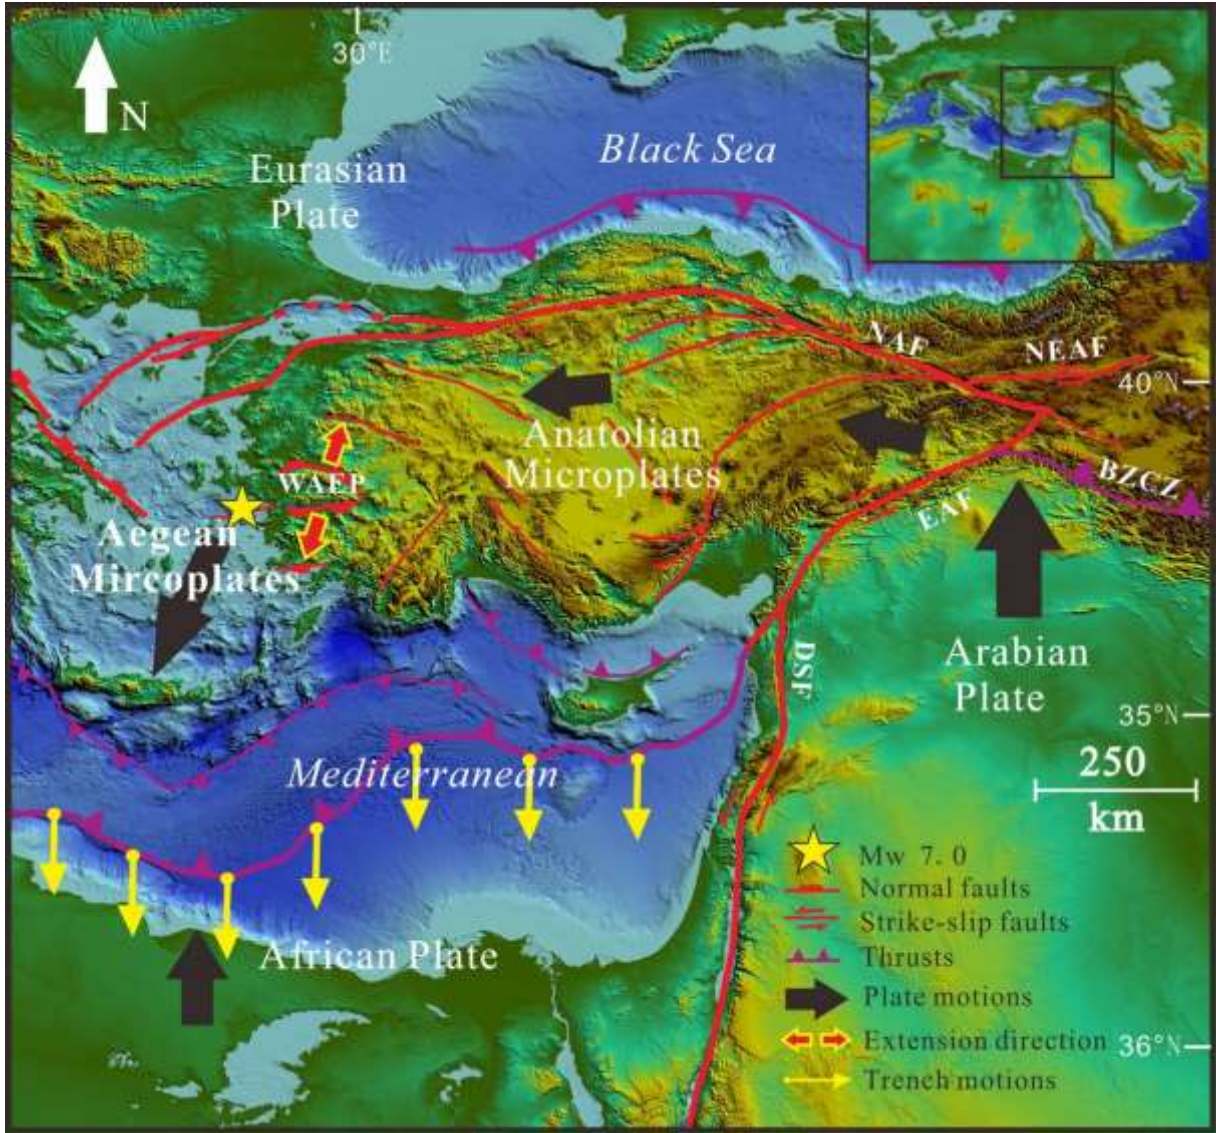 30°E
N
Black Sea
Eurasian
Plate
NAF
NEAF
40°N
Anatolian
Microplates
WAEP
BZCZ
EAF
Aegean
Mircoplates
DSF
Arabian
Plate
35°N
Mediterranean
250
km
Mw 7.0
Normal faults
Strike-slip faults
Thrusts
African Plate
Plate motions
Extension direction
36°N
Trench motions